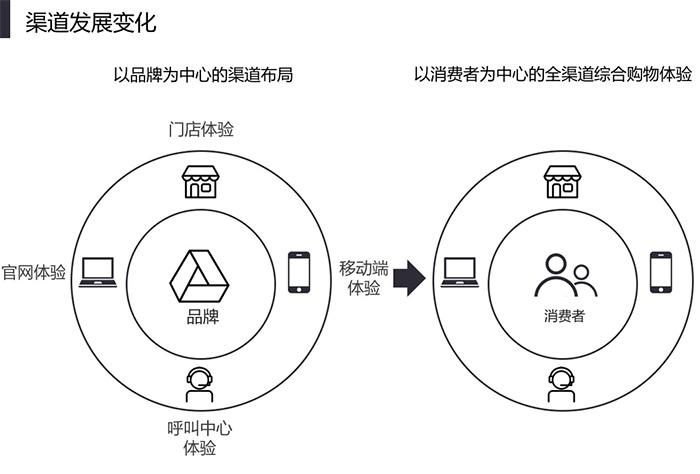 渠道发展变化
以品牌为中心的渠道布局
以消费者为中心的全渠道综合购物体验
门店体验
官网体验
品牌
移动端
体验
消费者
呼叫中心
体验